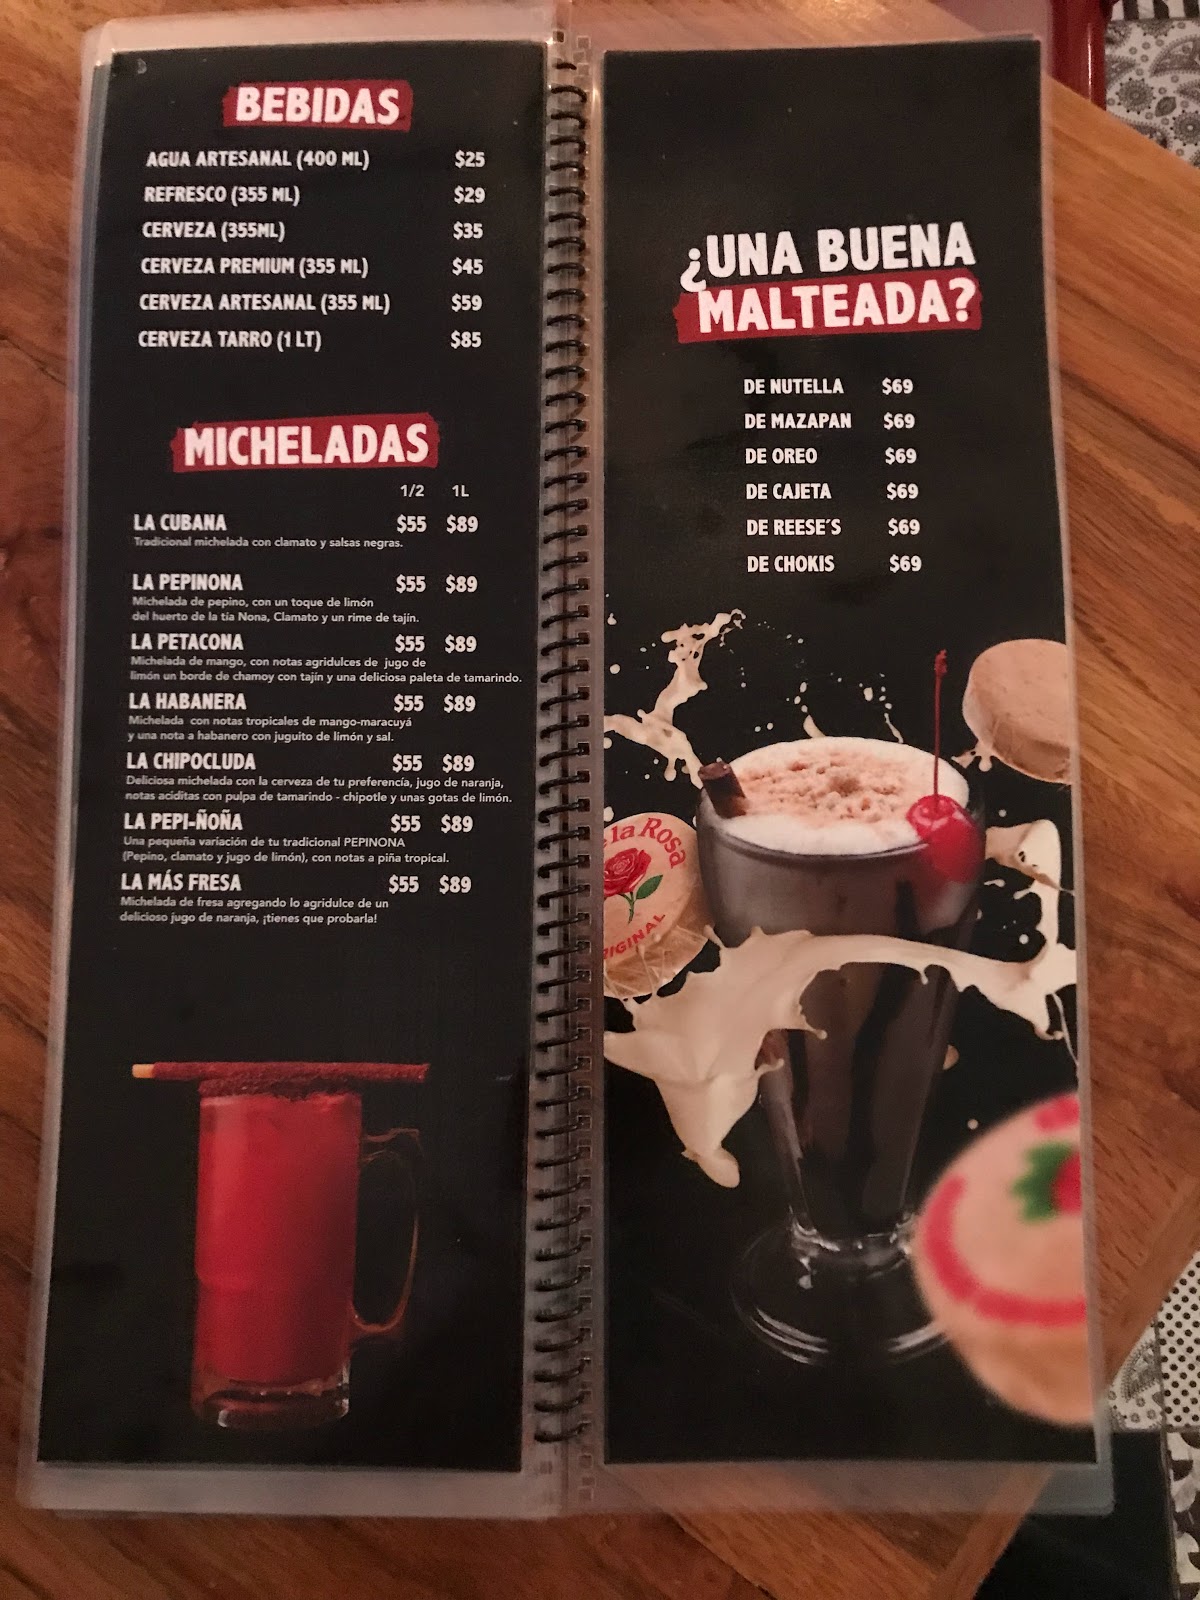 BEBIDAS
AGUA ARTESANAL (400 ML) $25
REFRESCO (355 ML) $29
CERVEZA (355ML) $35
CERVEZA PREMIUM (355 ML) $45
CERVEZA ARTESANAL (355 ML) $59
CERVEZA TARRO (1 LT) $85
MICHELADAS
1/2 1L
LA CUBANA $55 $89
Tradicional michelada con clamato y salsas negras.
LA PEPINONA $55 $89
Michelada de pepino, con un toque de limón
del huerto de la tía Nona, Clamato y un rime de tajín.
LA PETACONA $55 $89
Michelada de mango, con notas agridulces de jugo de
limón un borde de chamoy con tajín y una deliciosa paleta de tamarindo.
LA HABANERA $55 $89
Michelada con notas tropicales de mango-maracuyá
y una nota a habanero con juguito de limón y sal.
LA CHIPOCLUDA $55 $89
Deliciosa michelada con la cerveza de tu preferencía, jugo de naranja,
notas aciditas con pulpa de tamarindo - chipotle y unas gotas de limón.
LA PEPI-ÑOÑA $55 $89
Una pequeña variación de tu tradicional PEPINONA
(Pepino, clamato y jugo de limón), con notas a piña tropical.
LA MÁS FRESA $55 $89
Michelada de fresa agregando lo agridulce de un
delicioso jugo de naranja, ¡tienes que probarla!
¿UNA BUENA
MALTEADA?
DE NUTELLA $69
DE MAZAPAN $69
DE OREO $69
DE CAJETA $69
DE REESE´S $69
DE CHOKIS $69
la Rosa
ORIGINAL